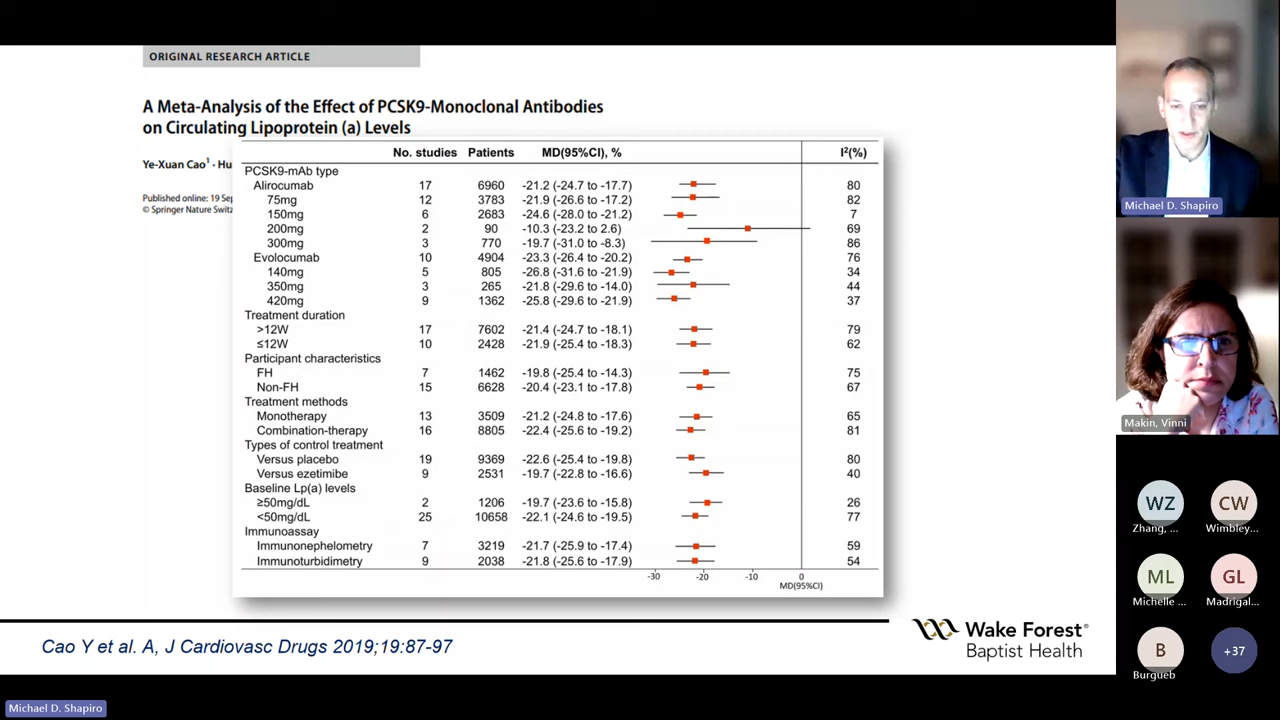 ORIGINAL RESEARCH ARTICLE
A Meta-Analysis of the Effect of PCSK9-Monoclonal Antibodies
on Circulating Lipoprotein (a) Levels
Ye-Xuan Cao¹ · Hu
Published online: 19 Sep
© Springer Nature Switz
No. studies Patients MD(95%CI), % I²(%)
PCSK9-mAb type
Alirocumab 17 6960 -21.2 (-24.7 to -17.7) 80
75mg 12 3783 -21.9 (-26.6 to -17.2) 82
150mg 6 2683 -24.6 (-28.0 to -21.2) 7
200mg 2 90 -10.3 (-23.2 to 2.6) 69
300mg 3 770 -19.7 (-31.0 to -8.3) 86
Evolocumab 10 4904 -23.3 (-26.4 to -20.2) 76
140mg 5 805 -26.8 (-31.6 to -21.9) 34
350mg 3 265 -21.8 (-29.6 to -14.0) 44
420mg 9 1362 -25.8 (-29.6 to -21.9) 37
Treatment duration
>12W 17 7602 -21.4 (-24.7 to -18.1) 79
≤12W 10 2428 -21.9 (-25.4 to -18.3) 62
Participant characteristics
FH 7 1462 -19.8 (-25.4 to -14.3) 75
Non-FH 15 6628 -20.4 (-23.1 to -17.8) 67
Treatment methods
Monotherapy 13 3509 -21.2 (-24.8 to -17.6) 65
Combination-therapy 16 8805 -22.4 (-25.6 to -19.2) 81
Types of control treatment
Versus placebo 19 9369 -22.6 (-25.4 to -19.8) 80
Versus ezetimibe 9 2531 -19.7 (-22.8 to -16.6) 40
Baseline Lp(a) levels
≥50mg/dL 2 1206 -19.7 (-23.6 to -15.8) 26
<50mg/dL 25 10658 -22.1 (-24.6 to -19.5) 77
Immunoassay
Immunonephelometry 7 3219 -21.7 (-25.9 to -17.4) 59
Immunoturbidimetry 9 2038 -21.8 (-25.6 to -17.9) 54
-30 -20 -10 0
MD(95%CI)
Cao Y et al. A, J Cardiovasc Drugs 2019;19:87-97
Wake Forest®
Baptist Health
Michael D. Shapiro
Michael D. Shapiro
Makin, Vinni
WZ CW
Zhang, ... Wimbley...
ML GL
Michelle ... Madrigal...
B +37
Burgueb